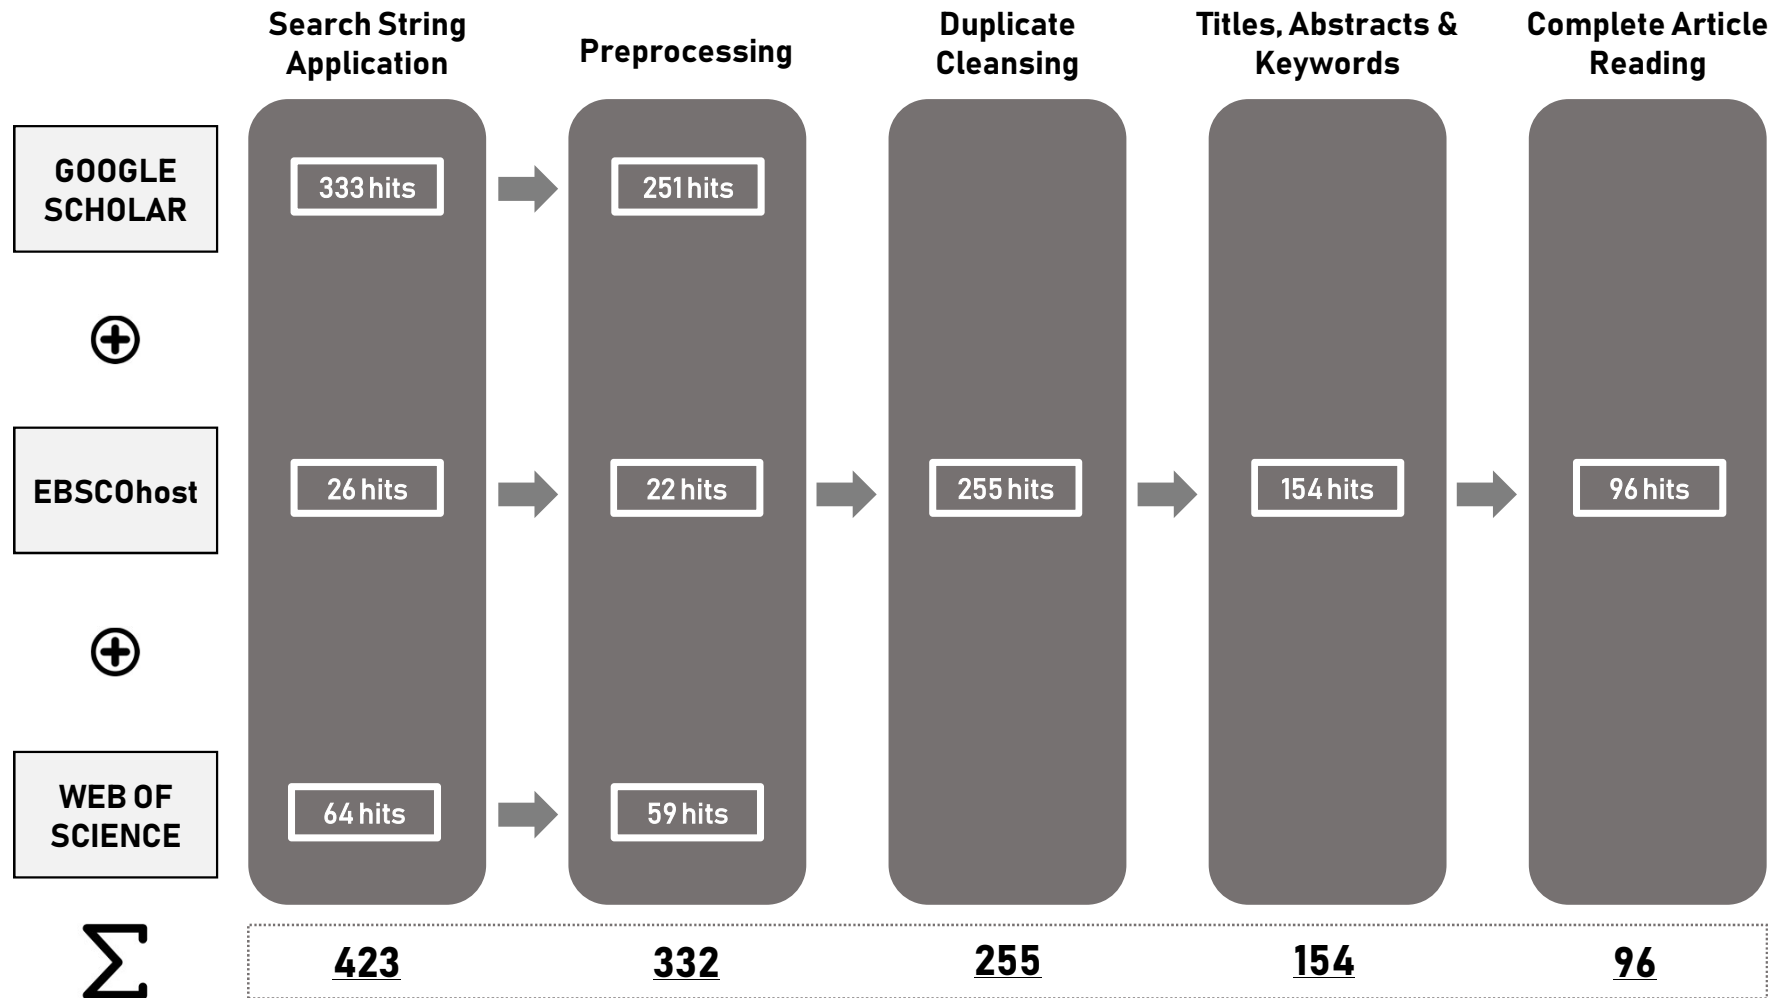 Search String
Application
Preprocessing
Duplicate
Cleansing
Titles, Abstracts &
Keywords
Complete Article
Reading
GOOGLE
SCHOLAR
333 hits
251 hits
EBSCOhost
26 hits
22 hits
255 hits
154 hits
96 hits
WEB OF
SCIENCE
64 hits
59 hits
Σ
423
332
255
154
96